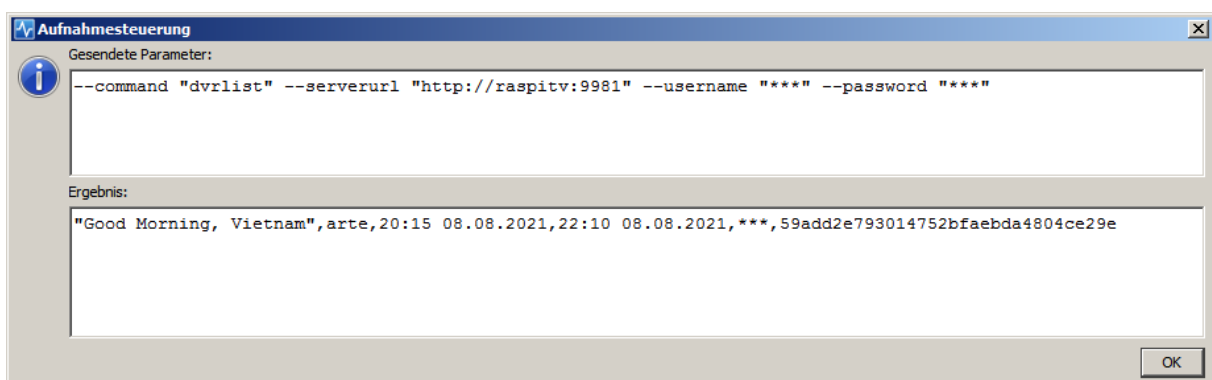 Aufnahmesteuerung
Gesendete Parameter:
--command "dvrlist" --serverurl "http://raspitv:9981" --username "***" --password "***"
Ergebnis:
"Good Morning, Vietnam",arte,20:15 08.08.2021,22:10 08.08.2021,***,59add2e793014752bfaebda4804ce29e
OK